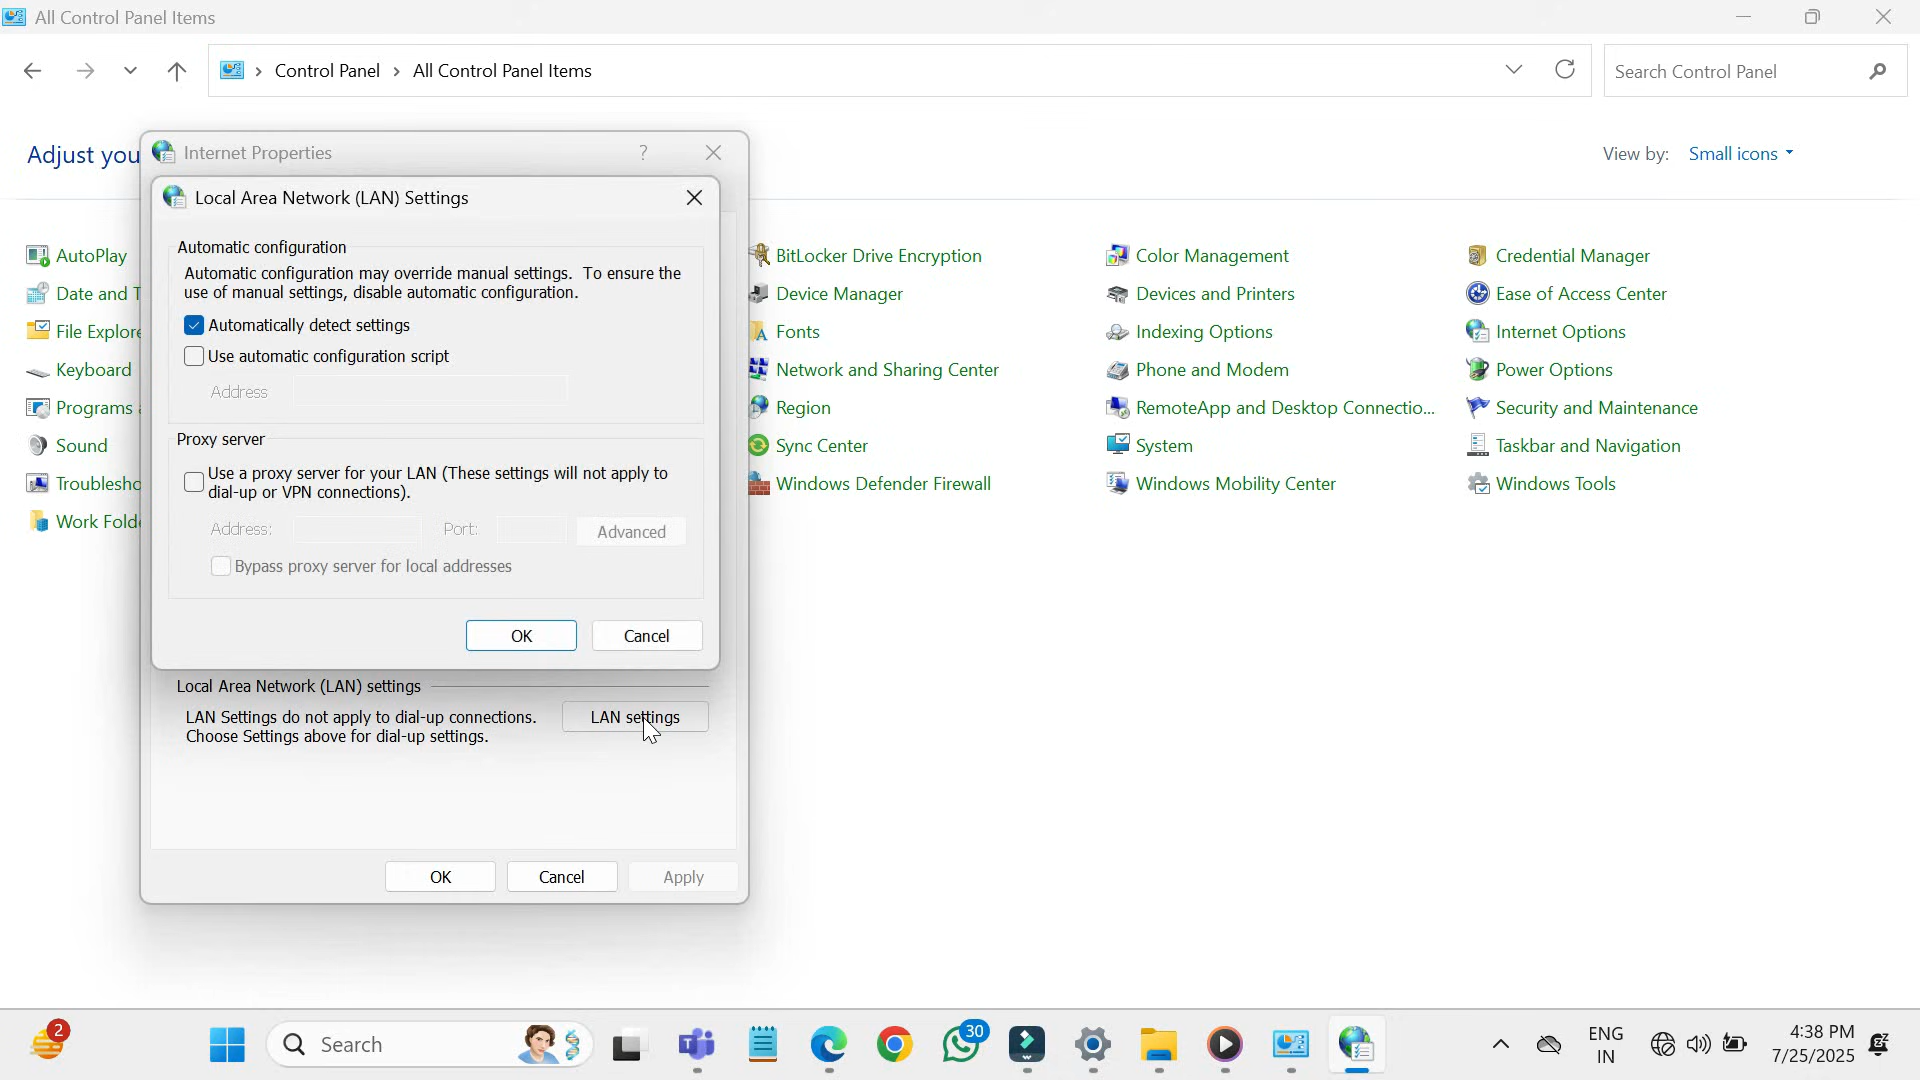 All Control Panel Items
Control Panel > All Control Panel Items
Search Control Panel
Adjust you
View by: Small icons
Internet Properties
?
Local Area Network (LAN) Settings
Automatic configuration
Automatic configuration may override manual settings. To ensure the
use of manual settings, disable automatic configuration.
Automatically detect settings
Use automatic configuration script
Address
Proxy server
Use a proxy server for your LAN (These settings will not apply to
dial-up or VPN connections).
Address:
Port:
Advanced
Bypass proxy server for local addresses
OK
Cancel
Local Area Network (LAN) settings
LAN Settings do not apply to dial-up connections.
Choose Settings above for dial-up settings.
LAN settings
OK
Cancel
Apply
AutoPlay
Date and T
File Explore
Keyboard
Programs
Sound
Troublesho
Work Fold
BitLocker Drive Encryption
Device Manager
Fonts
Network and Sharing Center
Region
Sync Center
Windows Defender Firewall
Color Management
Devices and Printers
Indexing Options
Phone and Modem
RemoteApp and Desktop Connectio...
System
Windows Mobility Center
Credential Manager
Ease of Access Center
Internet Options
Power Options
Security and Maintenance
Taskbar and Navigation
Windows Tools
2
Search
30
ENG
IN
4:38 PM
7/25/2025